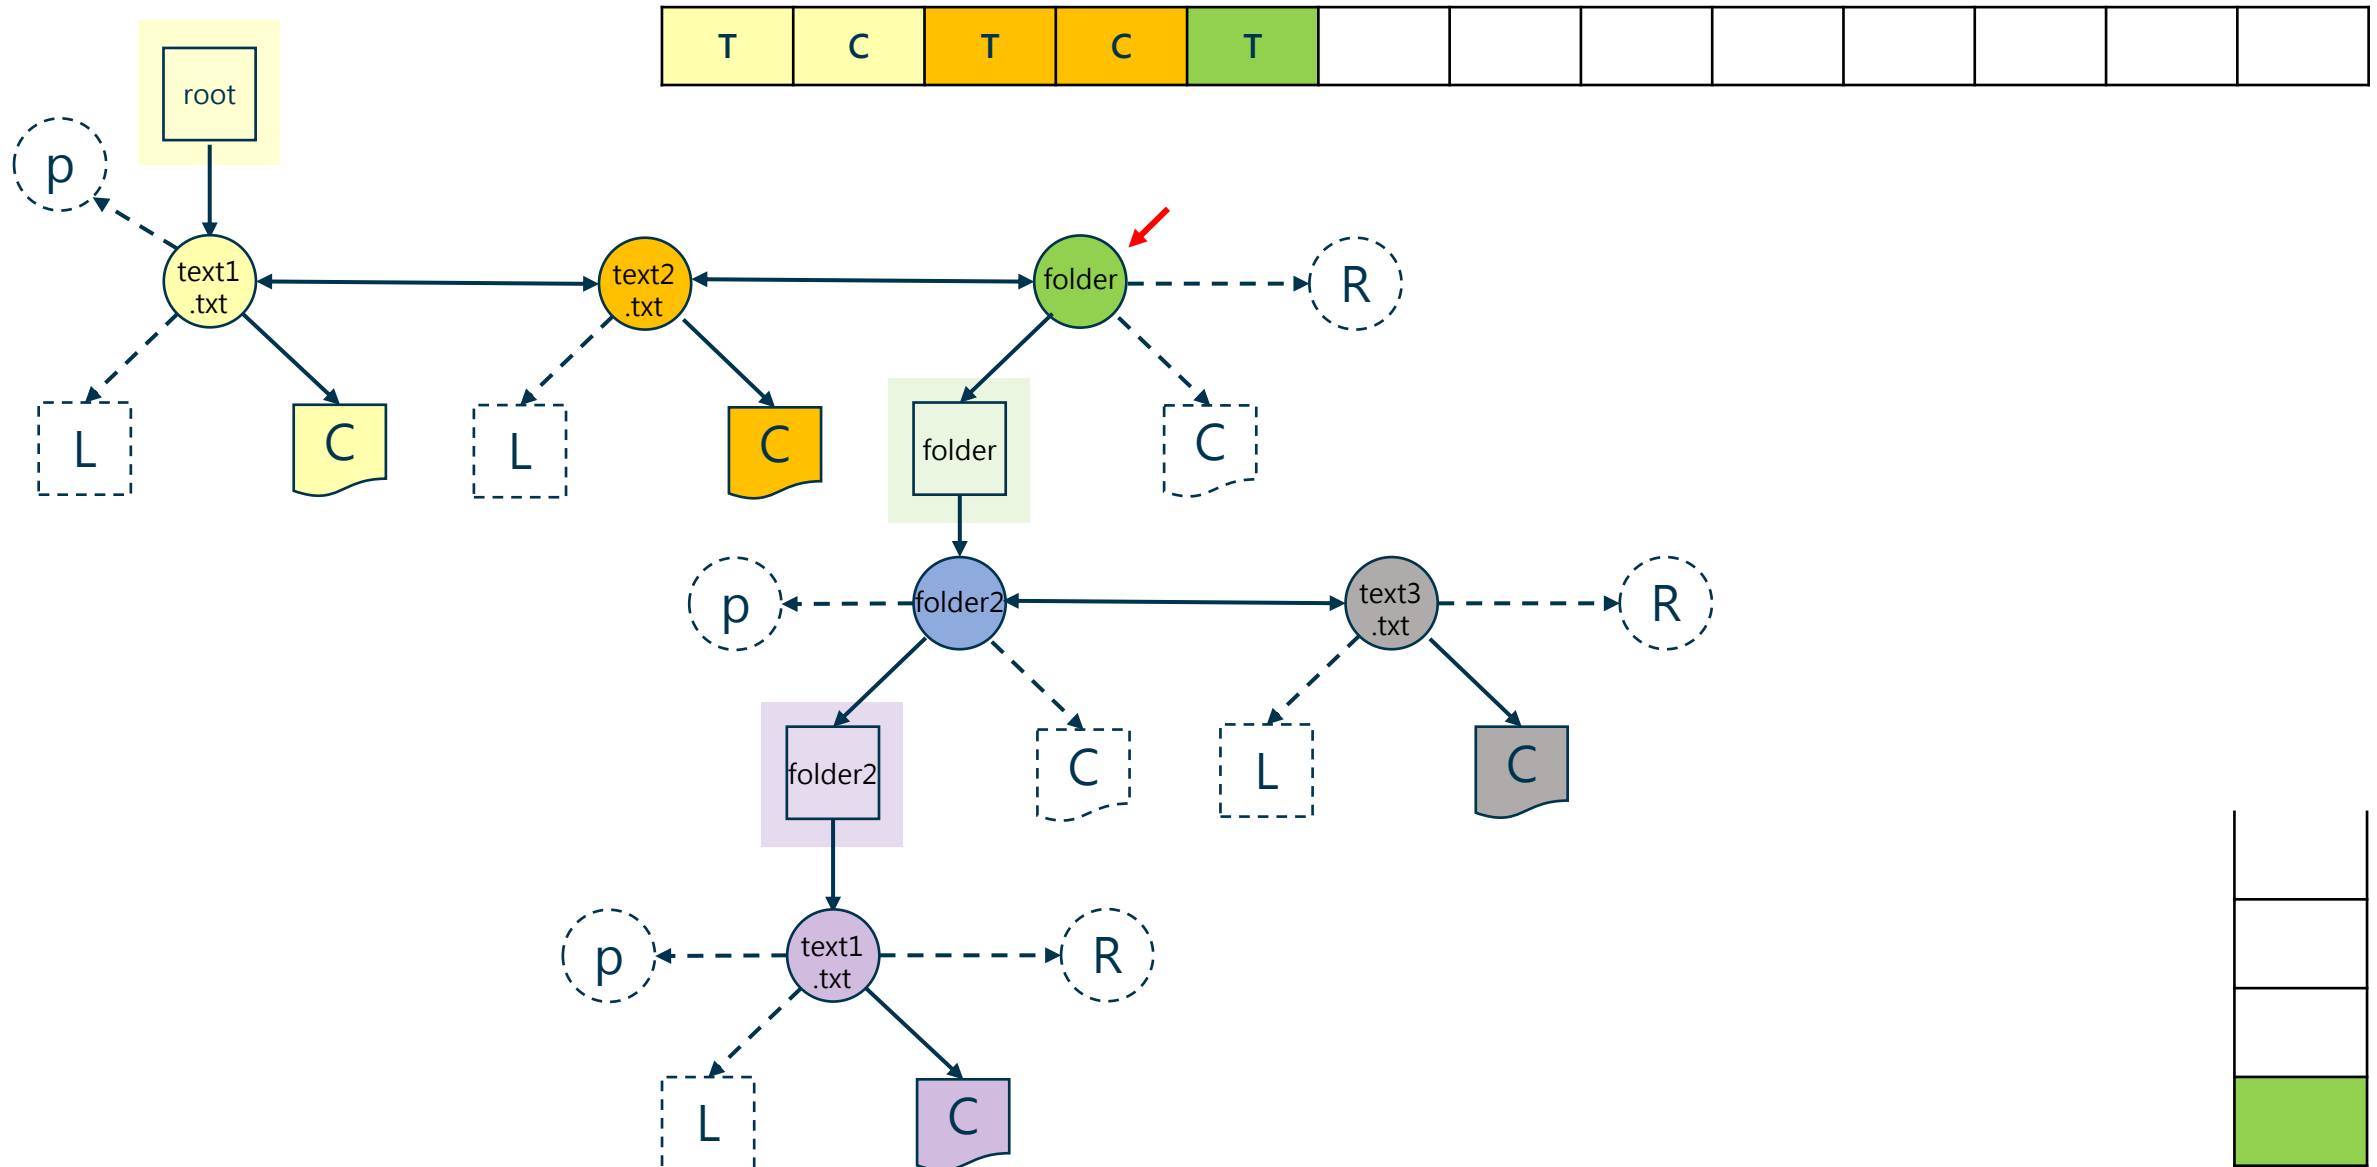 T C T C T
root
p
text1
.txt
text2
.txt
folder
R
L
C
L
C
folder
C
p
folder2
text3
.txt
R
folder2
C
L
C
p
text1
.txt
R
L
C